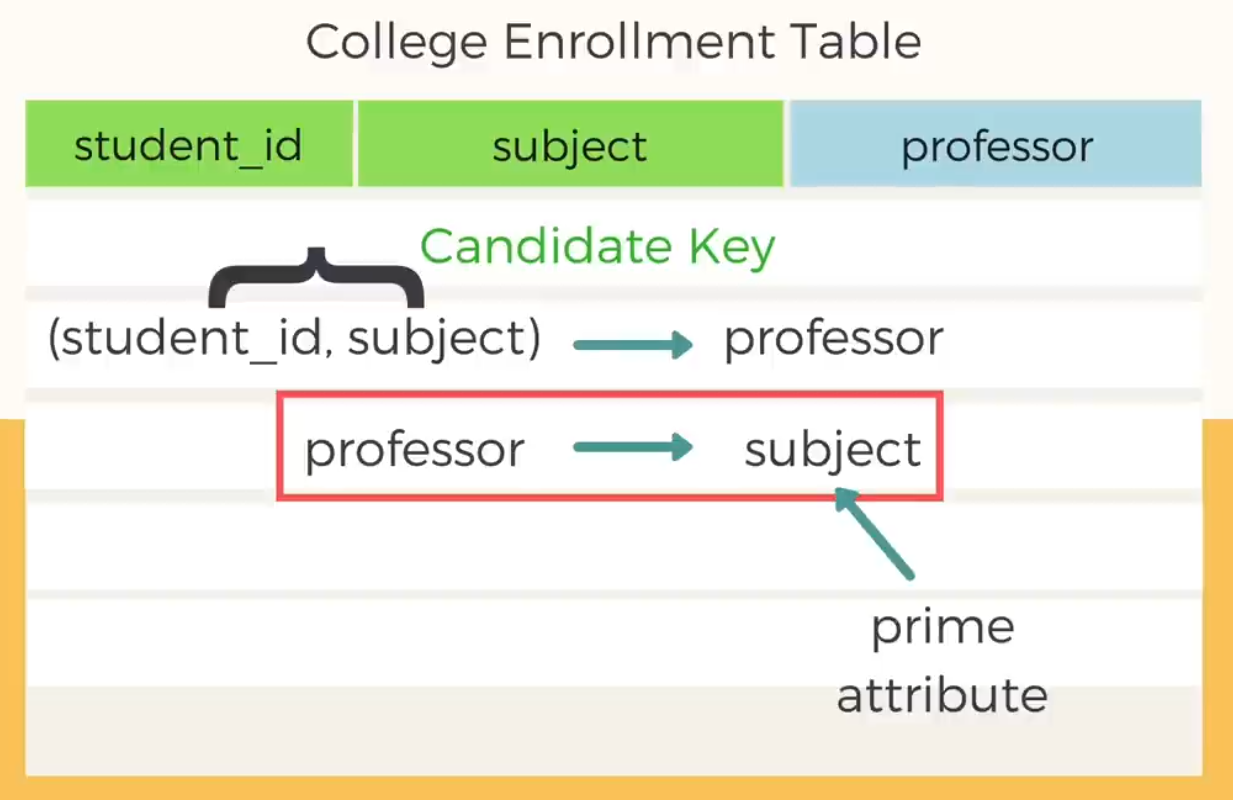 College Enrollment Table
student_id subject professor
Candidate Key
(student_id, subject) professor
professor subject
prime
attribute